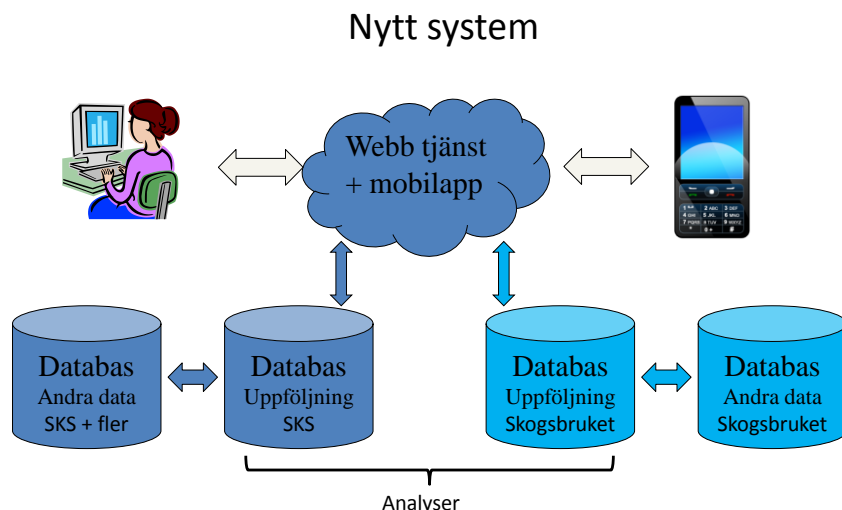 Nytt system
Webb tjänst
+ mobilapp
Databas
Andra data
SKS + fler
Databas
Uppföljning
SKS
Databas
Uppföljning
Skogsbruket
Databas
Andra data
Skogsbruket
Analyser